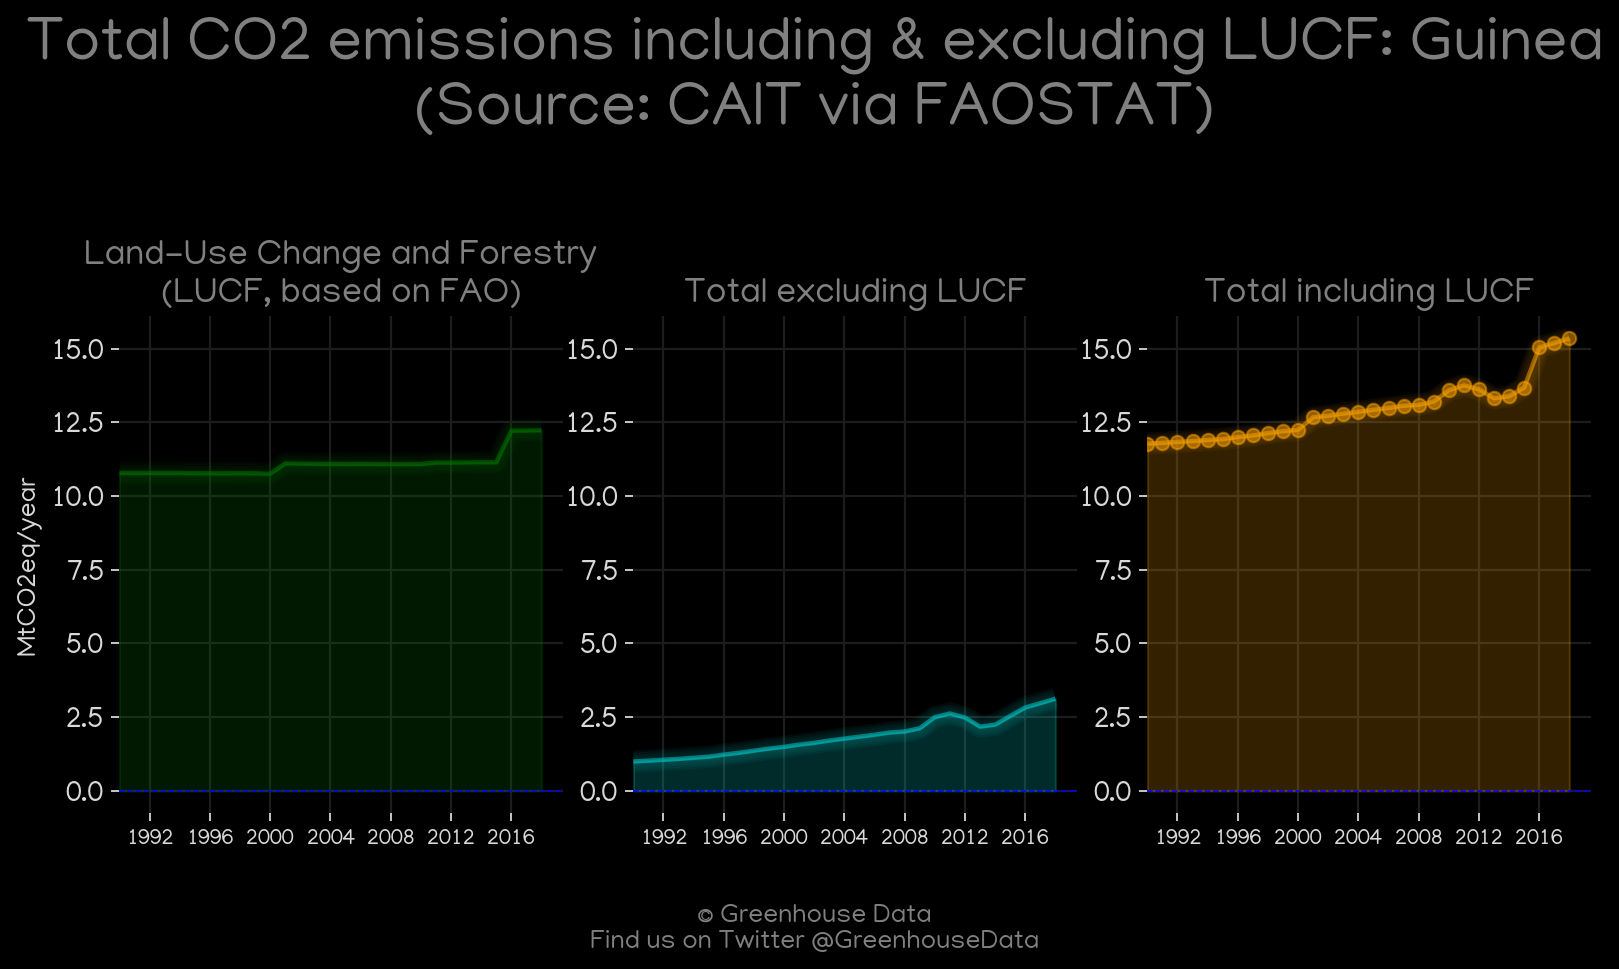 Total CO2 emissions including & excluding LUCF: Guinea
(Source: CAIT via FAOSTAT)
Land-Use Change and Forestry
(LUCF, based on FAO)
MtCO2eq/year
15.0
12.5
10.0
7.5
5.0
2.5
0.0
1992 1996 2000 2004 2008 2012 2016
Total excluding LUCF
15.0
12.5
10.0
7.5
5.0
2.5
0.0
1992 1996 2000 2004 2008 2012 2016
Total including LUCF
15.0
12.5
10.0
7.5
5.0
2.5
0.0
1992 1996 2000 2004 2008 2012 2016
© Greenhouse Data
Find us on Twitter @GreenhouseData